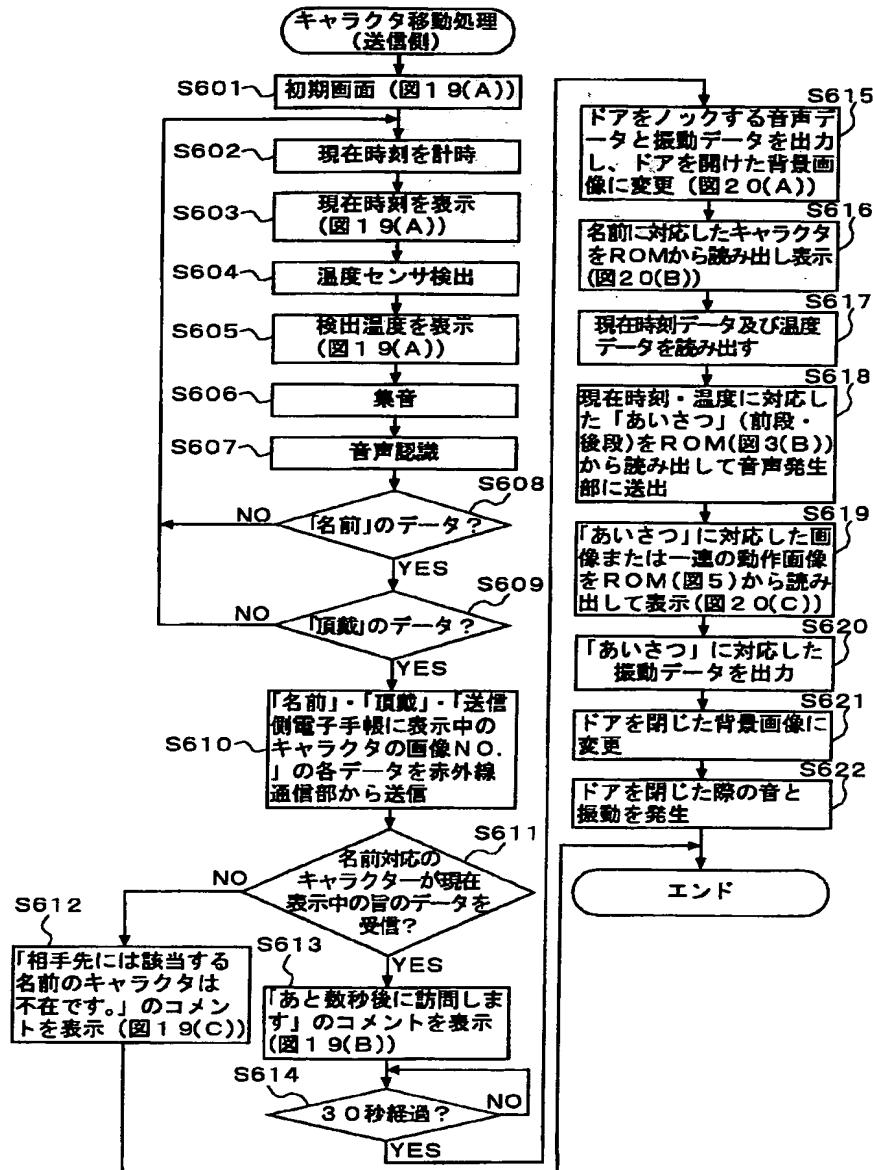 キャラクタ移動処理
(送信側)
S601
初期画面 (図19(A))
S602
現在時刻を計時
S603
現在時刻を表示
(図19(A))
S604
温度センサ検出
S605
検出温度を表示
(図19(A))
S606
集音
S607
音声認識
S608
「名前」のデータ?
NO
YES
S609
「頂戴」のデータ?
NO
YES
S610
「名前」・「頂戴」・「送信
側電子手帳に表示中の
キャラクタの画像NO.
」の各データを赤外線
通信部から送信
S611
名前対応の
キャラクターが現在
表示中の旨のデータを
受信?
NO
YES
S612
「相手先には該当する
名前のキャラクタは
不在です。」のコメン
トを表示 (図19(C))
S613
「あと数秒後に訪問しま
す」のコメントを表示
(図19(B))
S614
30秒経過?
NO
YES
S615
ドアをノックする音声デ
ータと振動データを出力
し、ドアを開けた背景画
像に変更 (図20(A))
S616
名前に対応したキャラクタ
をROMから読み出し表示
(図20(B))
S617
現在時刻データ及び温度
データを読み出す
S618
現在時刻・温度に対応し
た「あいさつ」(前段・
後段)をROM(図3(B))
から読み出して音声発生
部に送出
S619
「あいさつ」に対応した画
像または一連の動作画像
をROM(図5)から読み
出して表示(図20(C))
S620
「あいさつ」に対応した
振動データを出力
S621
ドアを閉じた背景画像に
変更
S622
ドアを閉じた際の音と
振動を発生
エンド